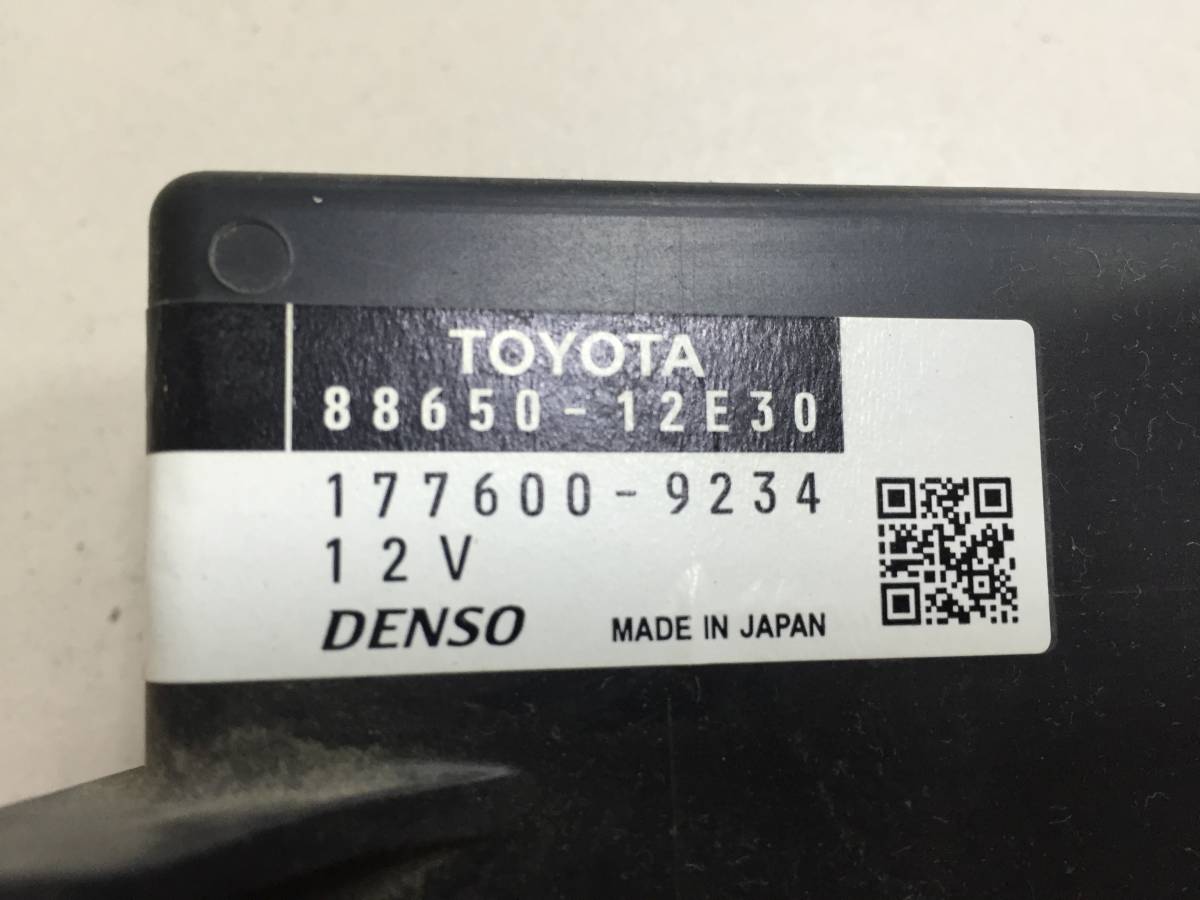 TOYOTA
88650-12E30
177600-9234
12V
DENSO MADE IN JAPAN